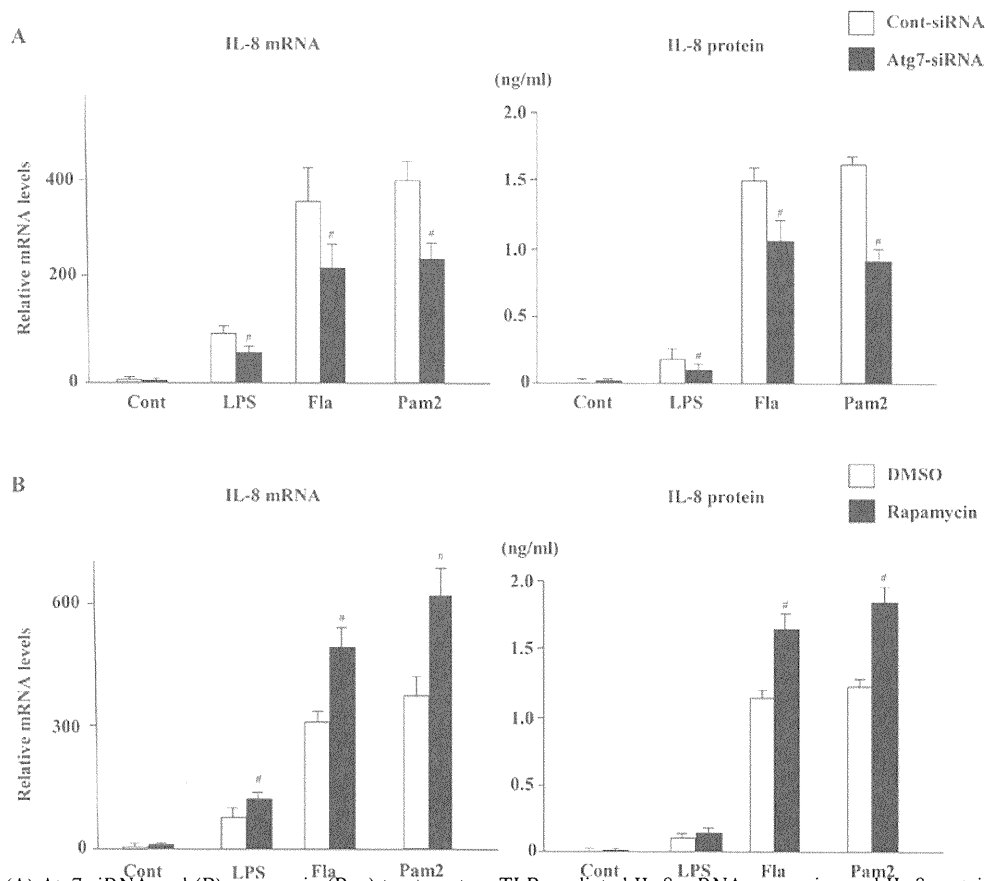 A
IL-8 mRNA
IL-8 protein
Cont-siRNA
Atg7-siRNA
(ng/ml)
Relative mRNA levels
400
200
0
Cont LPS Fla Pam2
2.0
1.5
1.0
0.5
0
Cont LPS Fla Pam2
# # # # # #
B
IL-8 mRNA
IL-8 protein
DMSO
Rapamycin
(ng/ml)
Relative mRNA levels
600
300
0
Cont LPS Fla Pam2
2.0
1.5
1.0
0.5
0
Cont LPS Fla Pam2
# # # # #